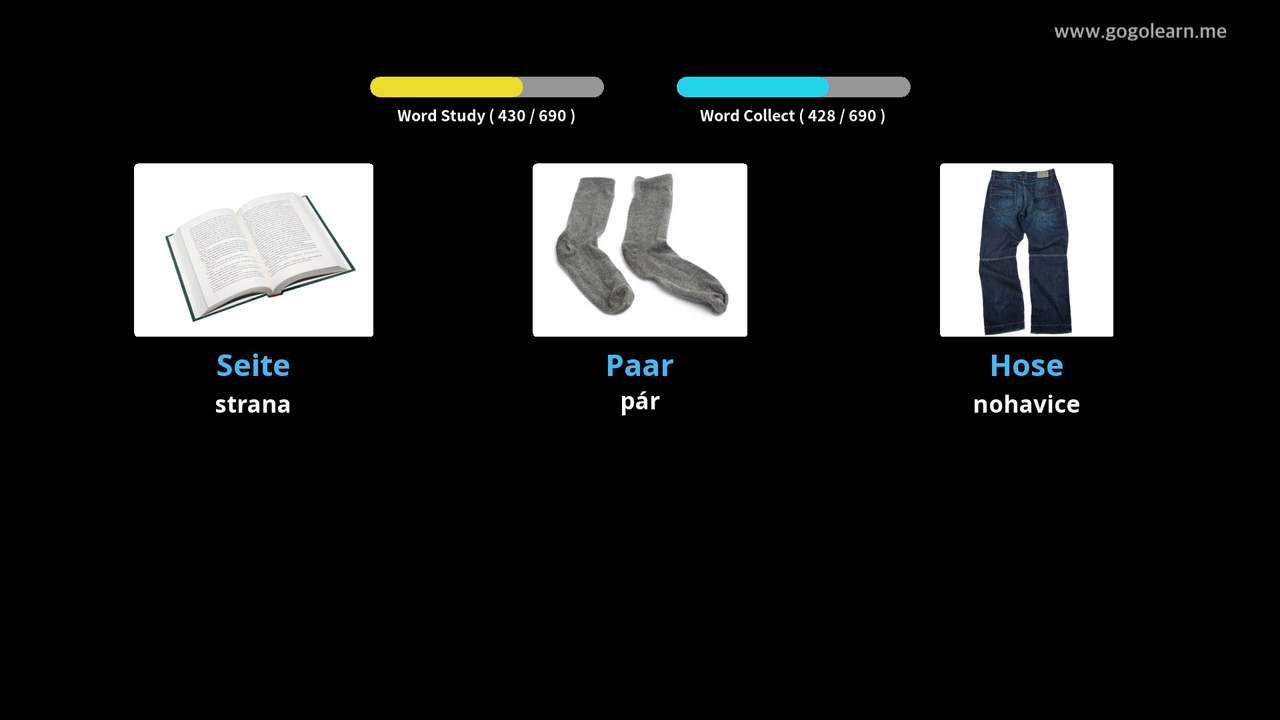 www.gogolearn.me
Word Study ( 430 / 690 )
Word Collect ( 428 / 690 )
Seite
strana
Paar
pár
Hose
nohavice